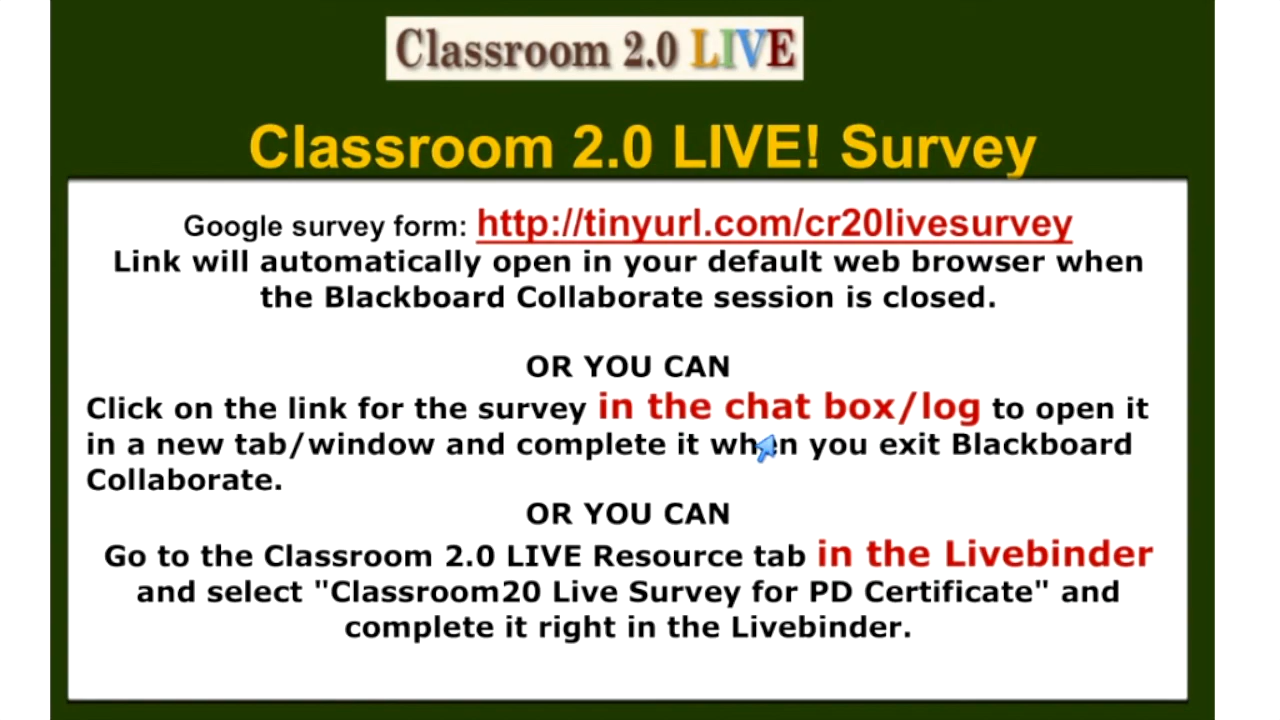 Classroom 2.0 LIVE
Classroom 2.0 LIVE! Survey
Google survey form: http://tinyurl.com/cr20livesurvey
Link will automatically open in your default web browser when
the Blackboard Collaborate session is closed.
OR YOU CAN
Click on the link for the survey in the chat box/log to open it
in a new tab/window and complete it when you exit Blackboard
Collaborate.
OR YOU CAN
Go to the Classroom 2.0 LIVE Resource tab in the Livebinder
and select "Classroom20 Live Survey for PD Certificate" and
complete it right in the Livebinder.